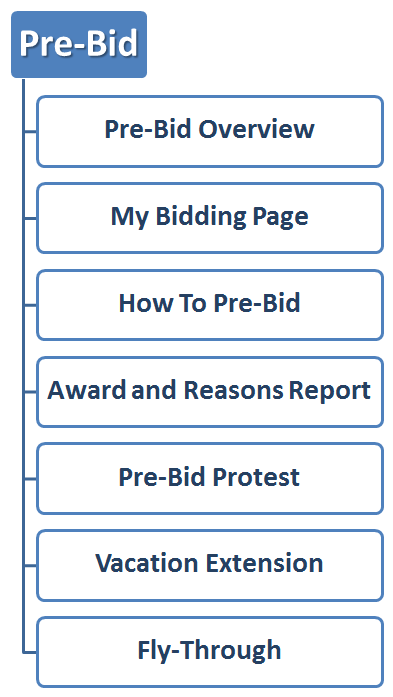 Pre-Bid
Pre-Bid Overview
My Bidding Page
How To Pre-Bid
Award and Reasons Report
Pre-Bid Protest
Vacation Extension
Fly-Through